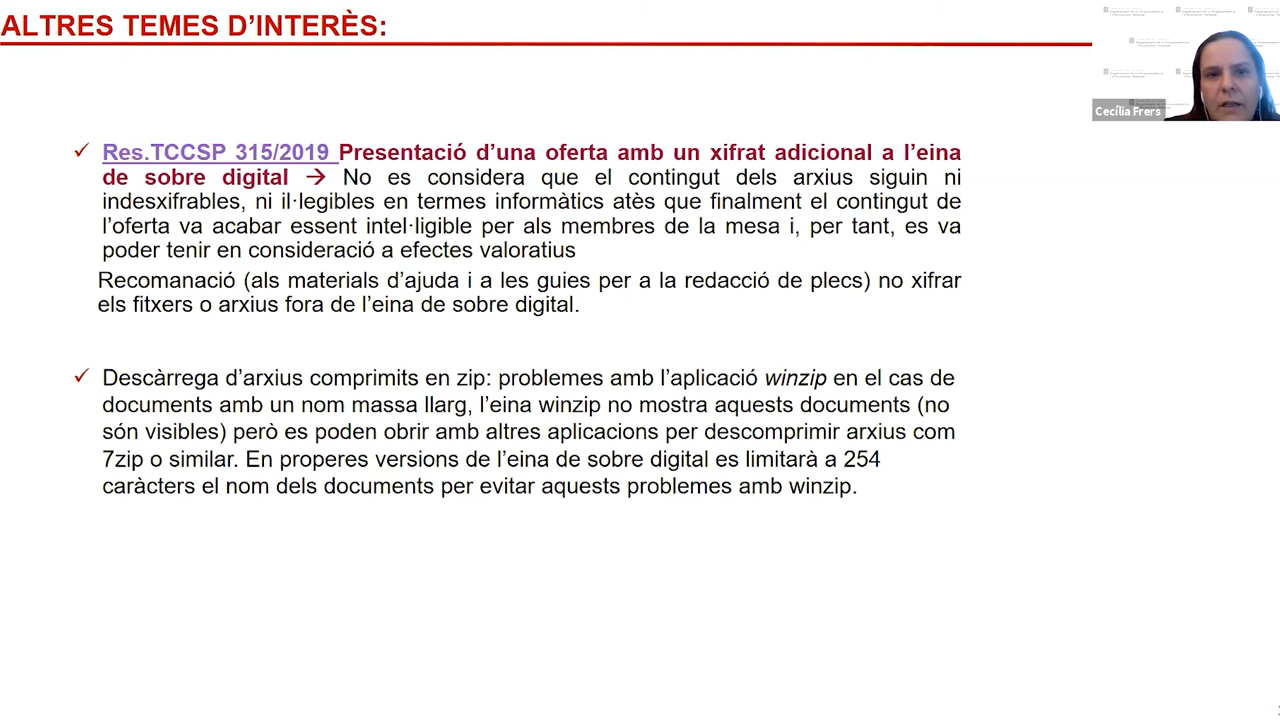 ALTRES TEMES D’INTERÈS:
Cecília Frers
✓ Res.TCCSP 315/2019 Presentació d’una oferta amb un xifrat adicional a l’eina
de sobre digital → No es considera que el contingut dels arxius siguin ni
indesxifrables, ni il·legibles en termes informàtics atès que finalment el contingut de
l’oferta va acabar essent intel·ligible per als membres de la mesa i, per tant, es va
poder tenir en consideració a efectes valoratius
Recomanació (als materials d’ajuda i a les guies per a la redacció de plecs) no xifrar
els fitxers o arxius fora de l’eina de sobre digital.
✓ Descàrrega d’arxius comprimits en zip: problemes amb l’aplicació winzip en el cas de
documents amb un nom massa llarg, l’eina winzip no mostra aquests documents (no
són visibles) però es poden obrir amb altres aplicacions per descomprimir arxius com
7zip o similar. En properes versions de l’eina de sobre digital es limitarà a 254
caràcters el nom dels documents per evitar aquests problemes amb winzip.